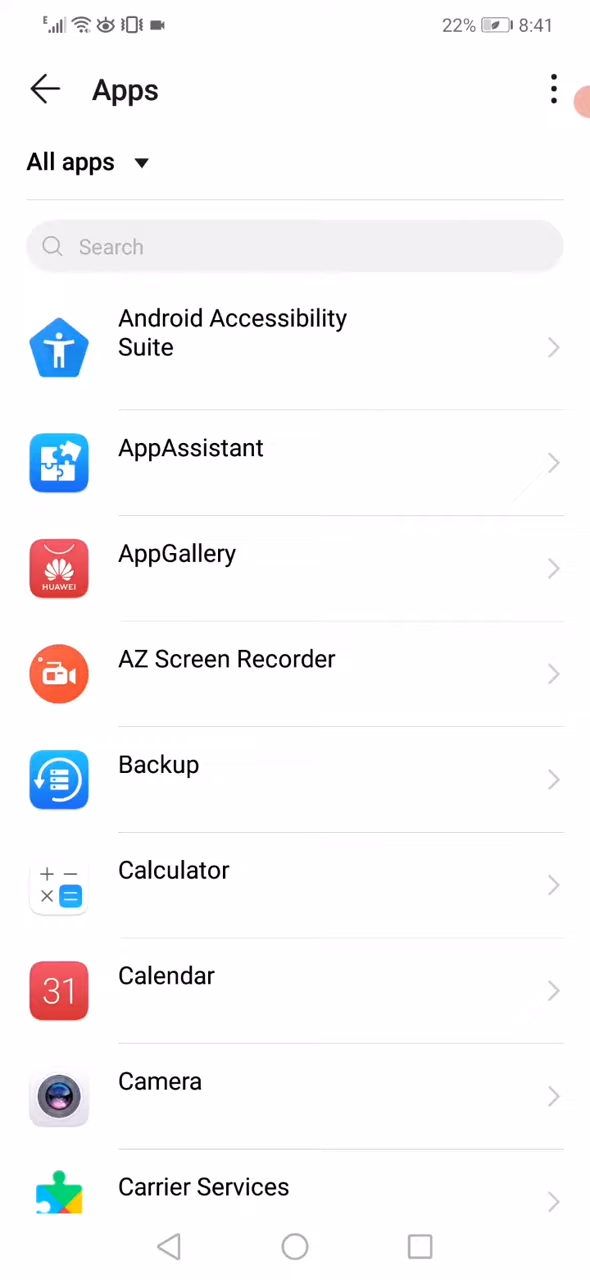 E 22% 8:41
Apps
All apps
Search
Android Accessibility
Suite
AppAssistant
AppGallery
HUAWEI
AZ Screen Recorder
Backup
Calculator
Calendar
31
Camera
Carrier Services